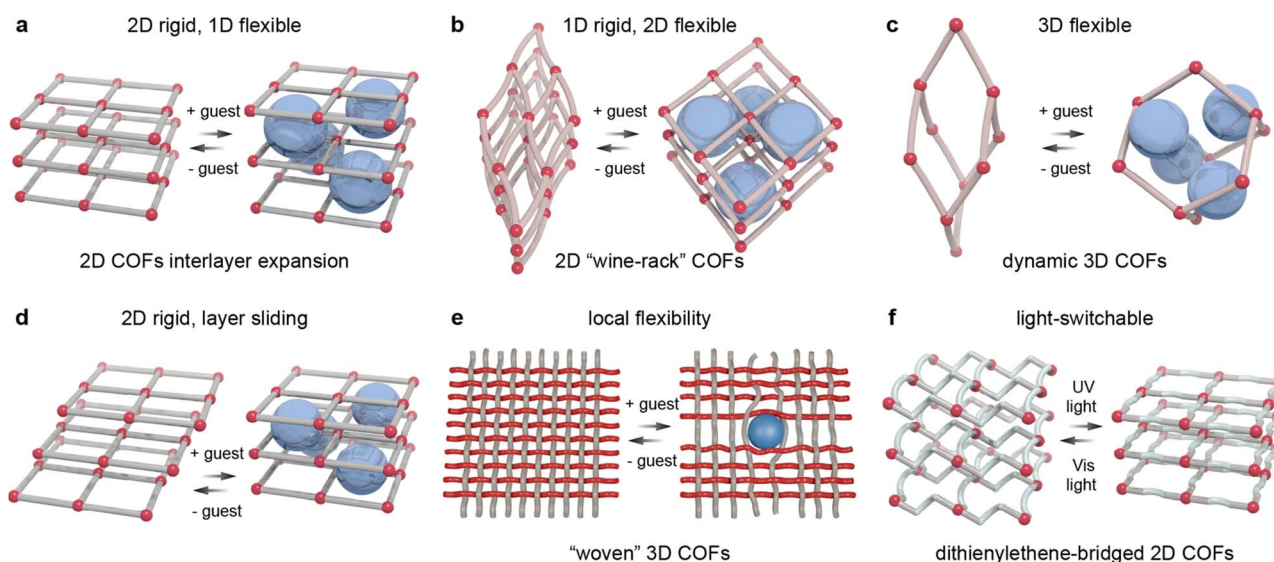 a 2D rigid, 1D flexible
+ guest
- guest
2D COFs interlayer expansion
b 1D rigid, 2D flexible
+ guest
- guest
2D “wine-rack” COFs
c 3D flexible
+ guest
- guest
dynamic 3D COFs
d 2D rigid, layer sliding
+ guest
- guest
e local flexibility
+ guest
- guest
“woven” 3D COFs
f light-switchable
UV
light
Vis
light
dithienylethene-bridged 2D COFs